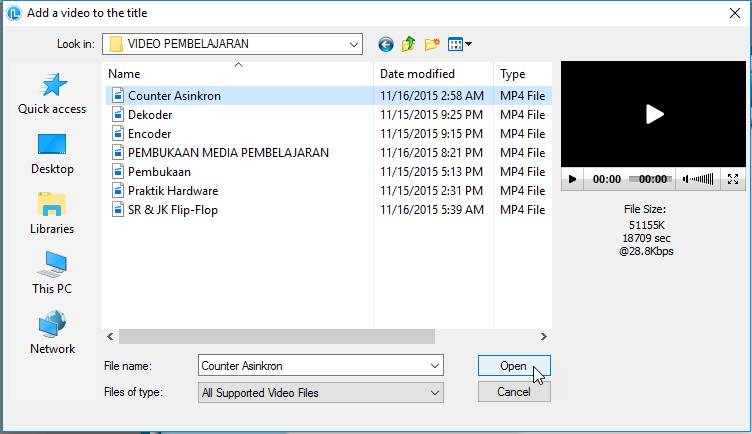 Add a video to the title
Look in: VIDEO PEMBELAJARAN
Quick access
Desktop
Libraries
This PC
Network
Name Date modified Type
Counter Asinkron 11/16/2015 2:58 AM MP4 File
Dekoder 11/15/2015 9:25 PM MP4 File
Encoder 11/15/2015 9:15 PM MP4 File
PEMBUKAAN MEDIA PEMBELAJARAN 11/16/2015 8:21 PM MP4 File
Pembukaan 11/15/2015 5:13 PM MP4 File
Praktik Hardware 11/15/2015 2:31 PM MP4 File
SR & JK Flip-Flop 11/16/2015 5:39 AM MP4 File
00:00 00:00
File Size:
51155K
18709 sec
@28.8Kbps
File name: Counter Asinkron Open
Files of type: All Supported Video Files Cancel